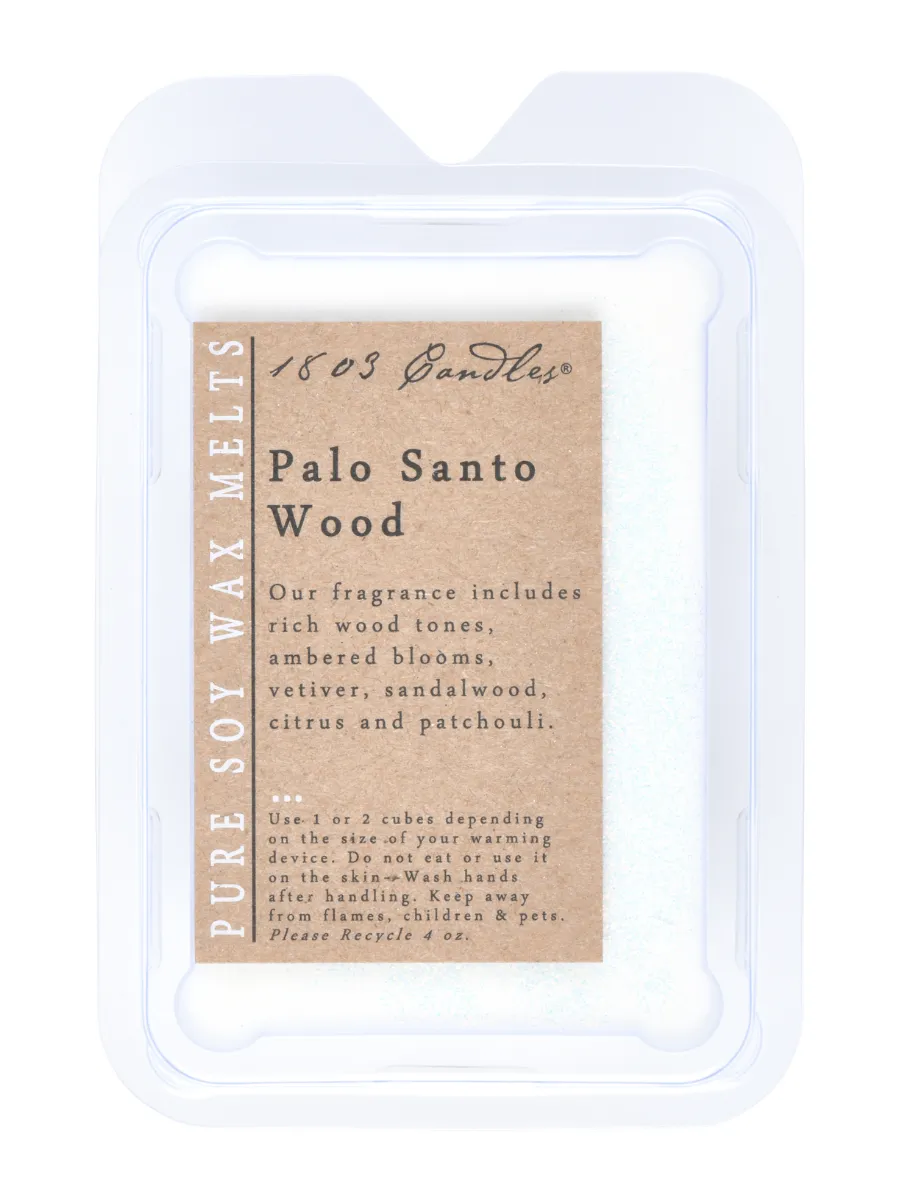 PURE SOY WAX MELTS
1803 Candles®
Palo Santo
Wood
Our fragrance includes
rich wood tones,
ambered blooms,
vetiver, sandalwood,
citrus and patchouli.
...
Use 1 or 2 cubes depending
on the size of your warming
device. Do not eat or use it
on the skin--Wash hands
after handling. Keep away
from flames, children & pets.
Please Recycle 4 oz.